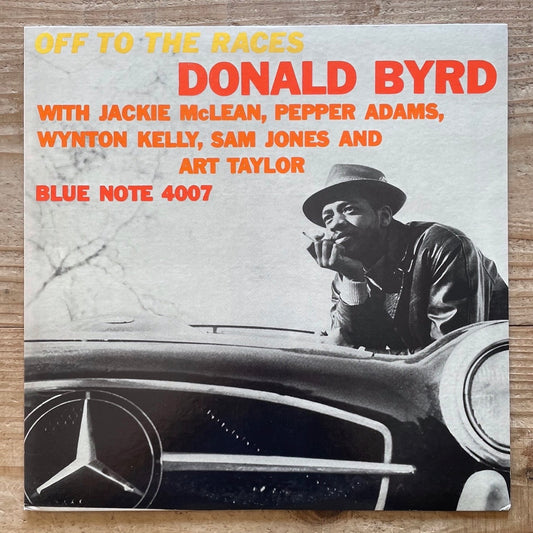 OFF TO THE RACES
DONALD BYRD
WITH JACKIE McLEAN, PEPPER ADAMS,
WYNTON KELLY, SAM JONES AND
ART TAYLOR
BLUE NOTE 4007